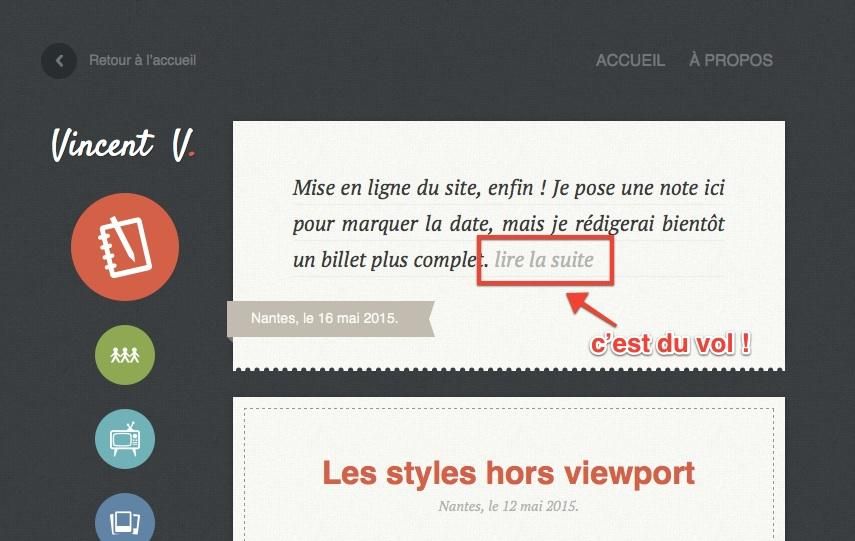 Retour à l'accueil
ACCUEIL À PROPOS
Vincent V.
Mise en ligne du site, enfin ! Je pose une note ici
pour marquer la date, mais je rédigerai bientôt
un billet plus complet. lire la suite
Nantes, le 16 mai 2015.
c'est du vol !
Les styles hors viewport
Nantes, le 12 mai 2015.